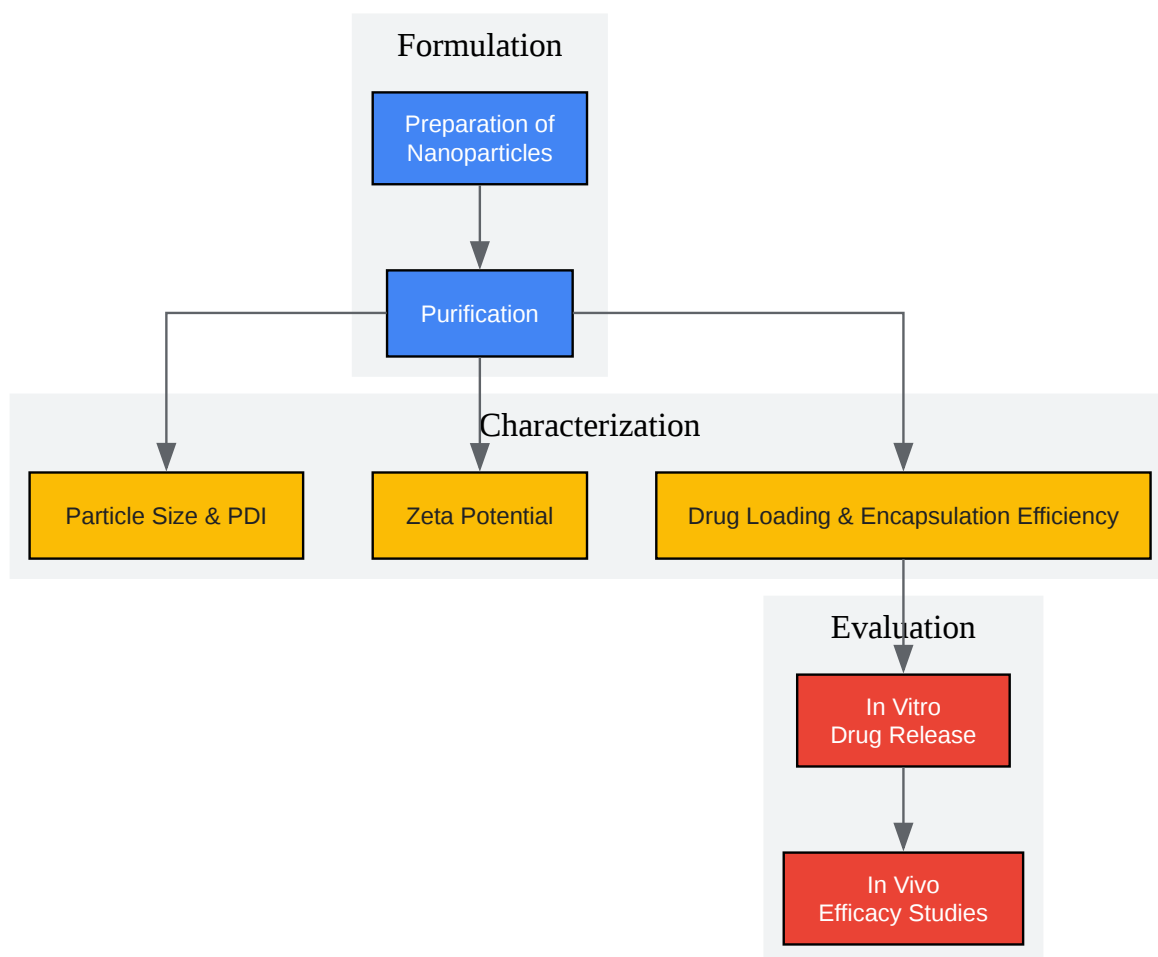 Formulation
Preparation of
Nanoparticles
Purification
Characterization
Particle Size & PDI
Zeta Potential
Drug Loading & Encapsulation Efficiency
Evaluation
In Vitro
Drug Release
In Vivo
Efficacy Studies